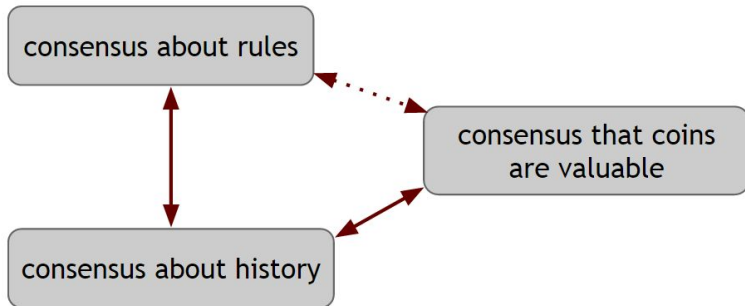 consensus about rules
consensus that coins
are valuable
consensus about history